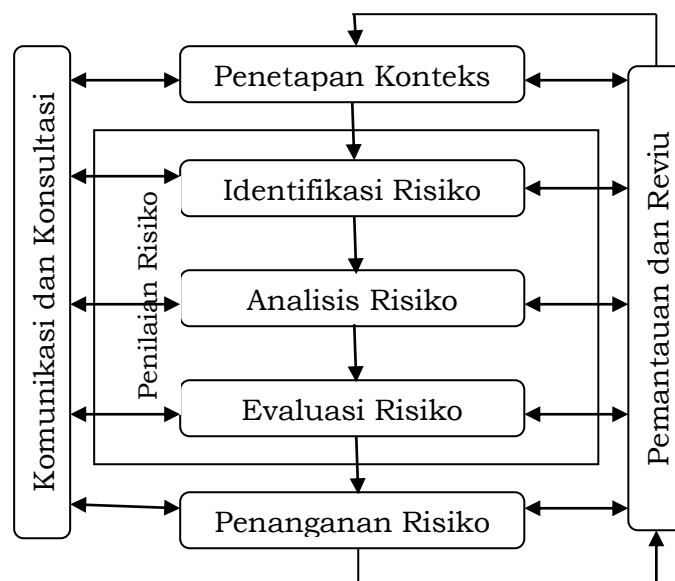 Penetapan Konteks
Komunikasi dan Konsultasi
Penilaian Risiko
Identifikasi Risiko
Analisis Risiko
Evaluasi Risiko
Pemantauan dan Reviu
Penanganan Risiko